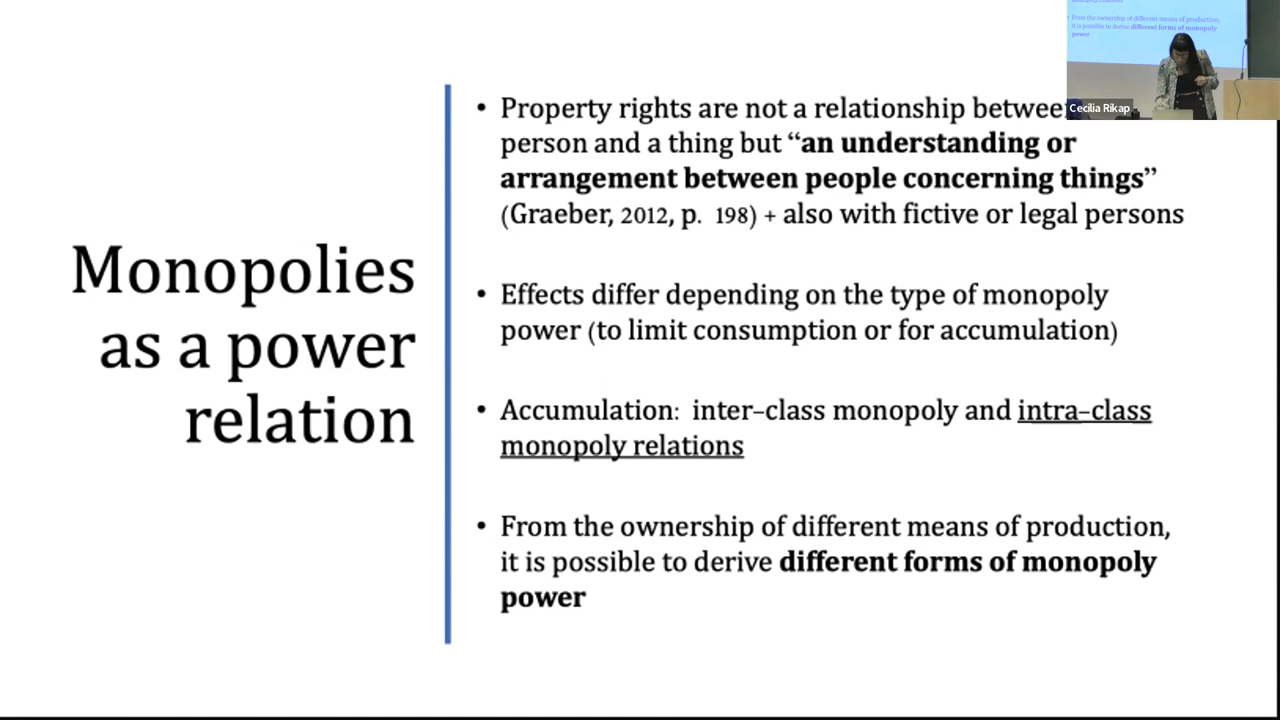 Monopolies
as a power
relation
• Property rights are not a relationship between
person and a thing but “an understanding or
arrangement between people concerning things”
(Graeber, 2012, p. 198) + also with fictive or legal persons
• Effects differ depending on the type of monopoly
power (to limit consumption or for accumulation)
• Accumulation: inter-class monopoly and intra-class
monopoly relations
• From the ownership of different means of production,
it is possible to derive different forms of monopoly
power
From the ownership of different means of production,
it is possible to derive different forms of monopoly
power
Cecilia Rikap